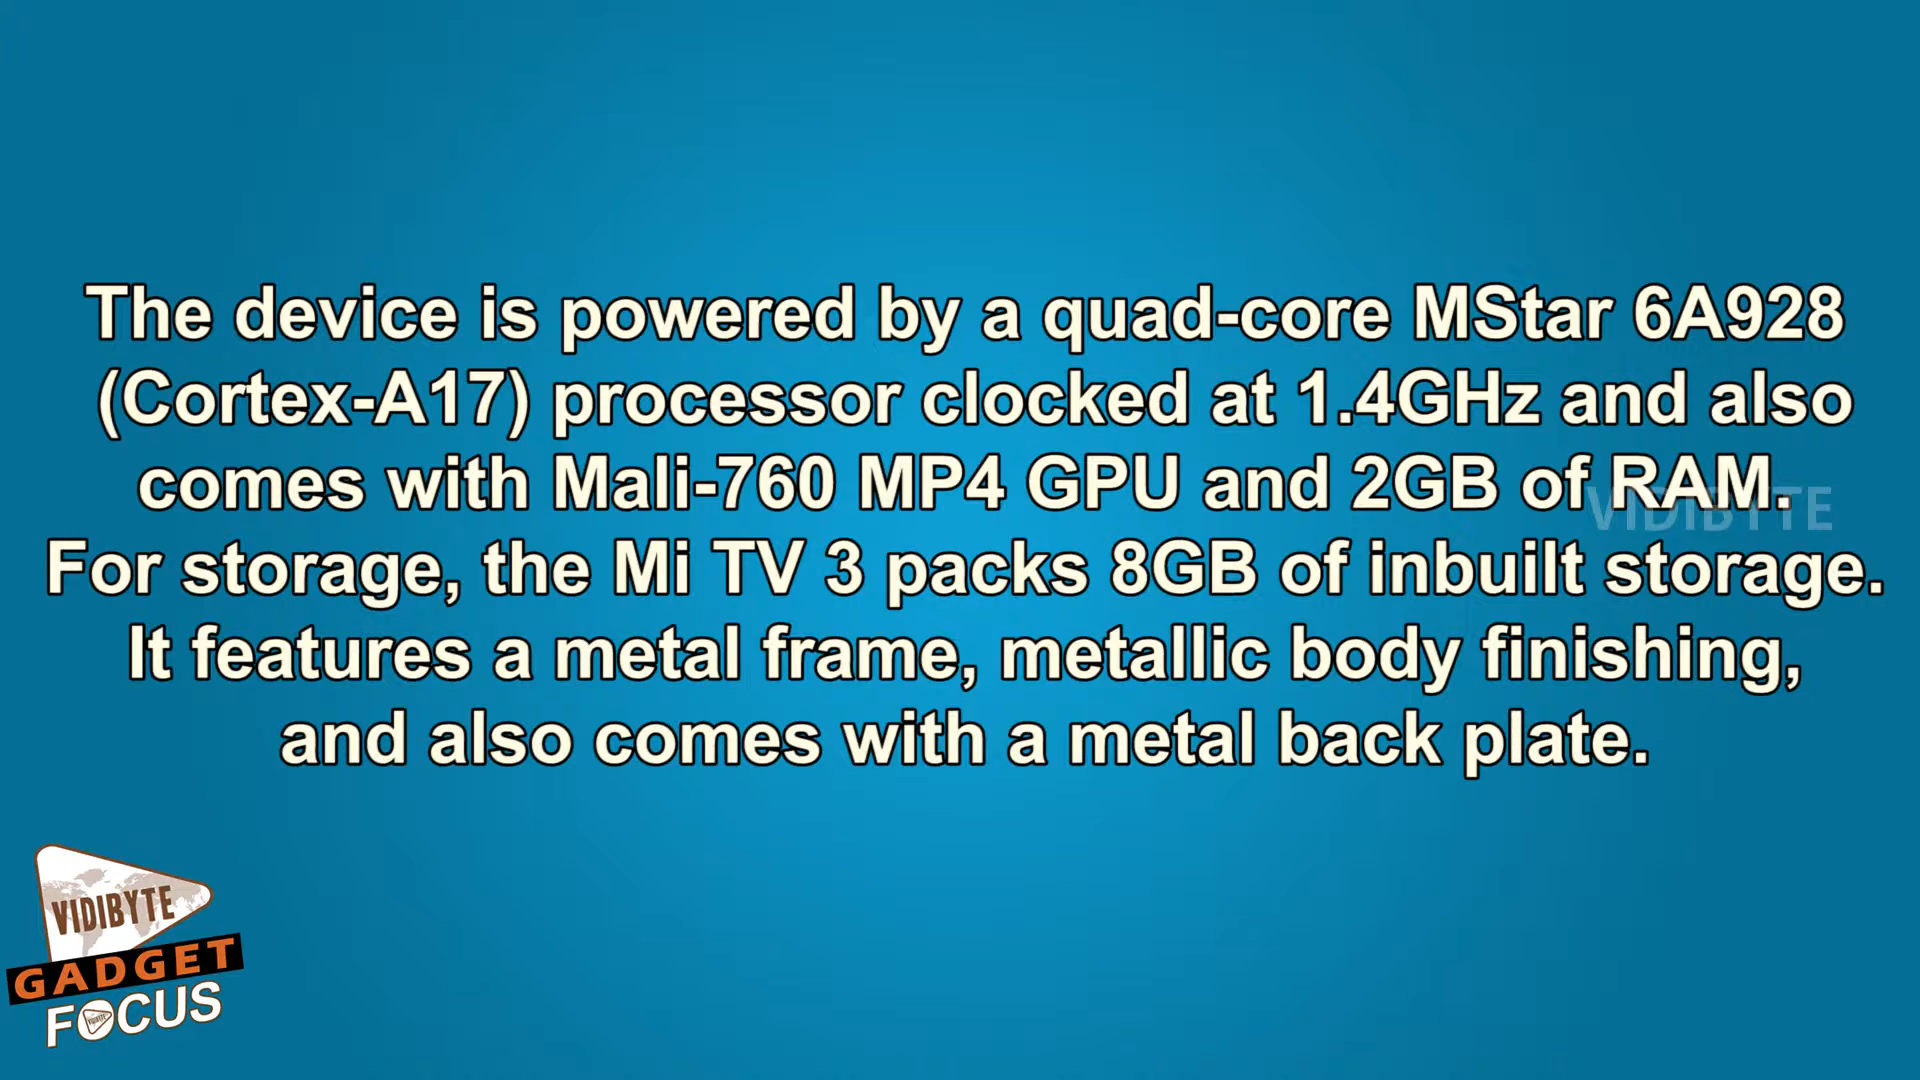 The device is powered by a quad-core MStar 6A928
(Cortex-A17) processor clocked at 1.4GHz and also
comes with Mali-760 MP4 GPU and 2GB of RAM.
VIDIBYTE
For storage, the Mi TV 3 packs 8GB of inbuilt storage.
It features a metal frame, metallic body finishing,
and also comes with a metal back plate.
VIDIBYTE
GADGET
FOCUS